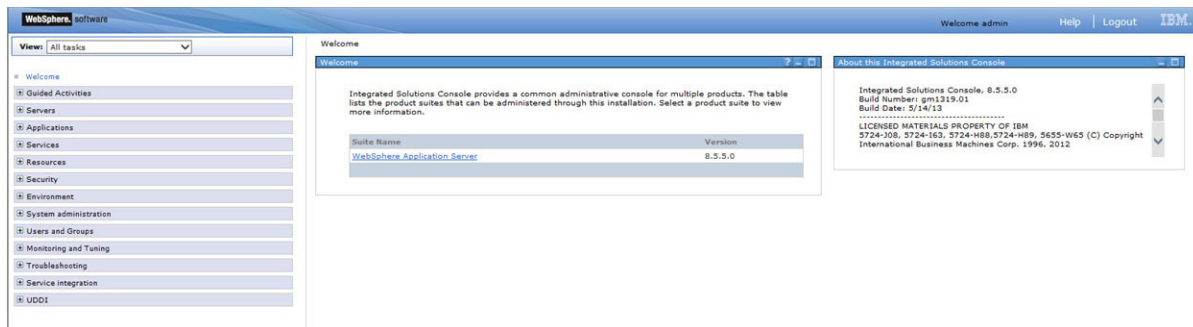 WebSphere. software
Welcome admin Help | Logout IBM.
View: All tasks
Welcome
Guided Activities
Servers
Applications
Services
Resources
Security
Environment
System administration
Users and Groups
Monitoring and Tuning
Troubleshooting
Service integration
UDDI
Welcome
Welcome ? 
Integrated Solutions Console provides a common administrative console for multiple products. The table
lists the product suites that can be administered through this installation. Select a product suite to view
more information.
Suite Name Version
WebSphere Application Server 8.5.5.0
About this Integrated Solutions Console
Integrated Solutions Console, 8.5.5.0
Build Number: gm1319.01
Build Date: 5/14/13
----------------------------------------
LICENSED MATERIALS PROPERTY OF IBM
5724-J08, 5724-I63, 5724-H88,5724-H89, 5655-W65 (C) Copyright
International Business Machines Corp. 1996, 2012